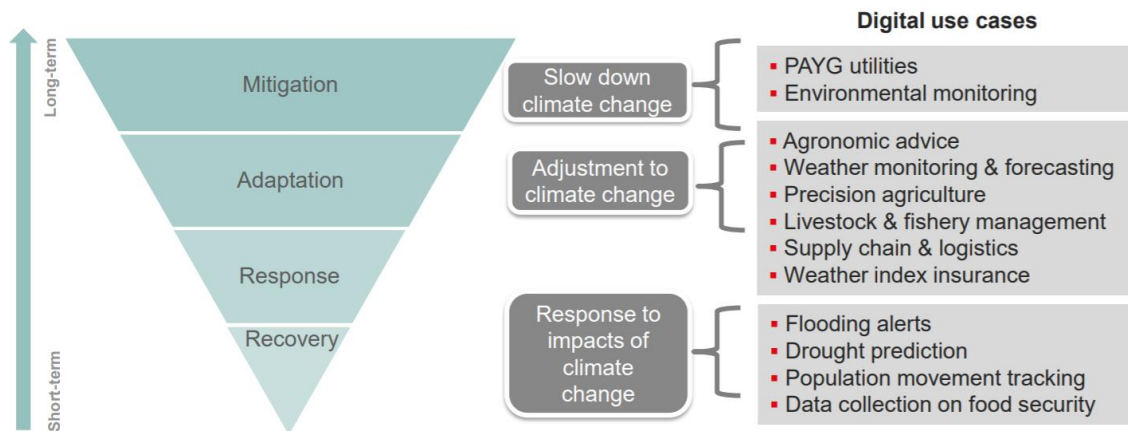 Digital use cases
Long-term
Short-term
Mitigation
Adaptation
Response
Recovery
Slow down
climate change
Adjustment to
climate change
Response to
impacts of
climate
change
▪ PAYG utilities
▪ Environmental monitoring
▪ Agronomic advice
▪ Weather monitoring & forecasting
▪ Precision agriculture
▪ Livestock & fishery management
▪ Supply chain & logistics
▪ Weather index insurance
▪ Flooding alerts
▪ Drought prediction
▪ Population movement tracking
▪ Data collection on food security